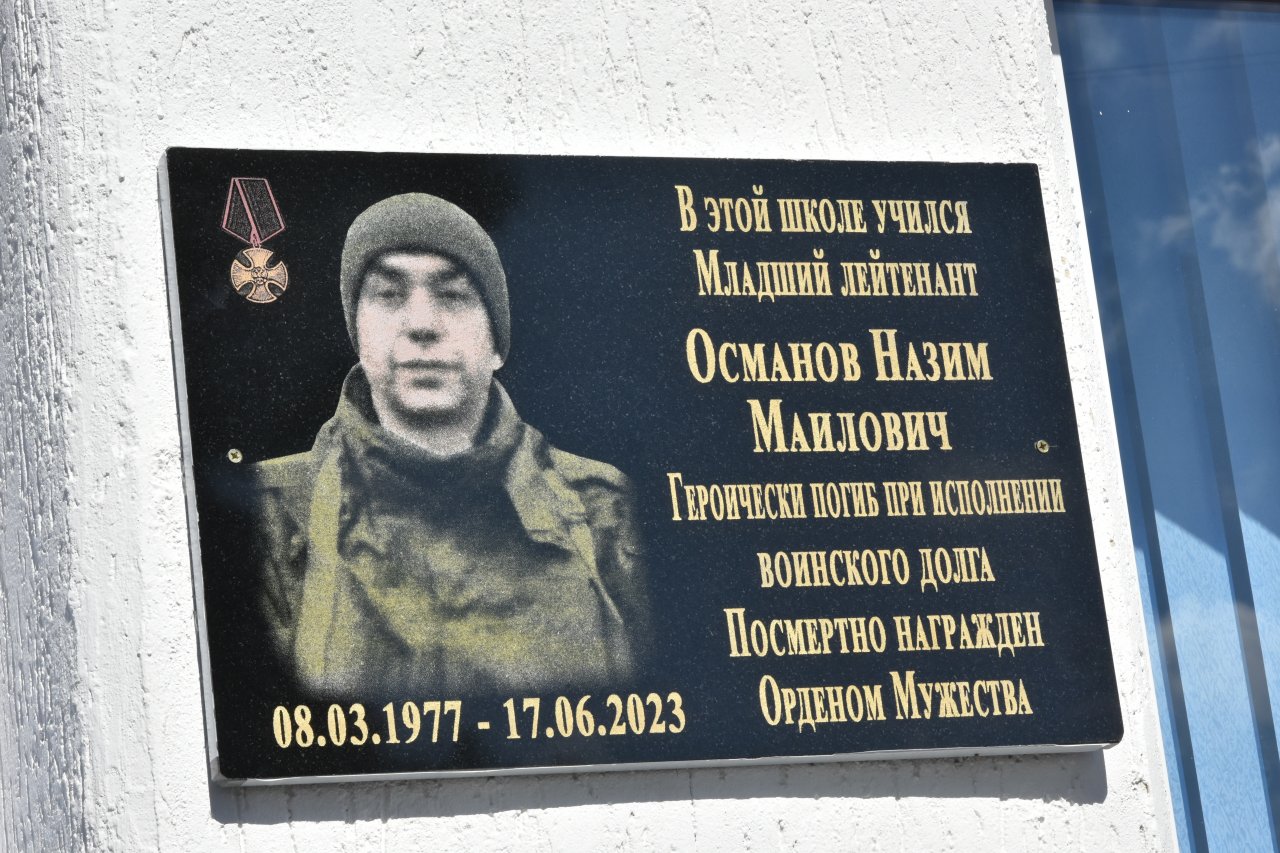 В этой школе учился
Младший лейтенант
Османов Назим
Маилович
Героически погиб при исполнении
воинского долга
Посмертно награжден
Орденом Мужества
08.03.1977 - 17.06.2023